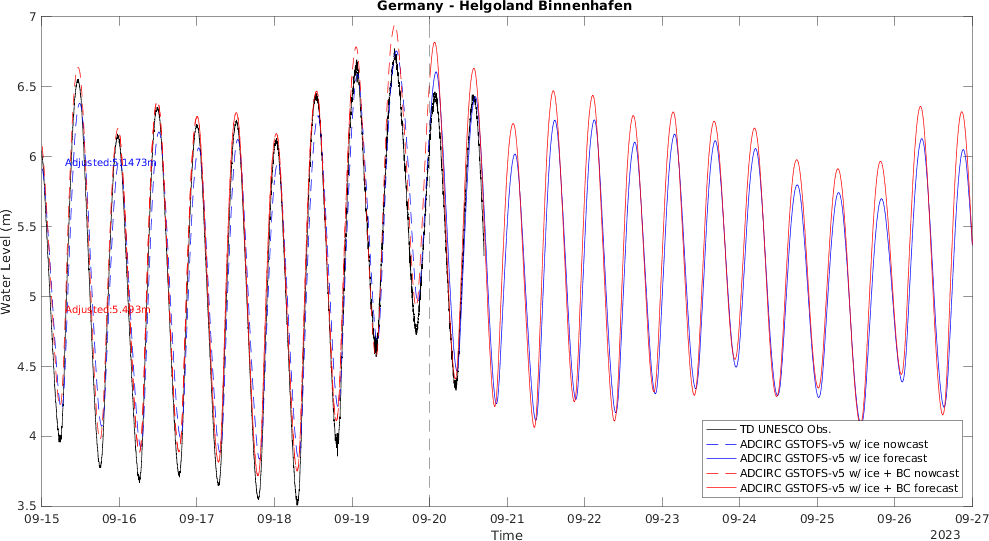 Germany - Helgoland Binnenhafen
Water Level (m)
7
6.5
6
5.5
5
4.5
4
3.5
Adjusted:5.1473m
Adjusted:5.493m
TD UNESCO Obs.
ADCIRC GSTOFS-v5 w/ ice nowcast
ADCIRC GSTOFS-v5 w/ ice forecast
ADCIRC GSTOFS-v5 w/ ice + BC nowcast
ADCIRC GSTOFS-v5 w/ ice + BC forecast
09-15 09-16 09-17 09-18 09-19 09-20 09-21 09-22 09-23 09-24 09-25 09-26 09-27
Time
2023